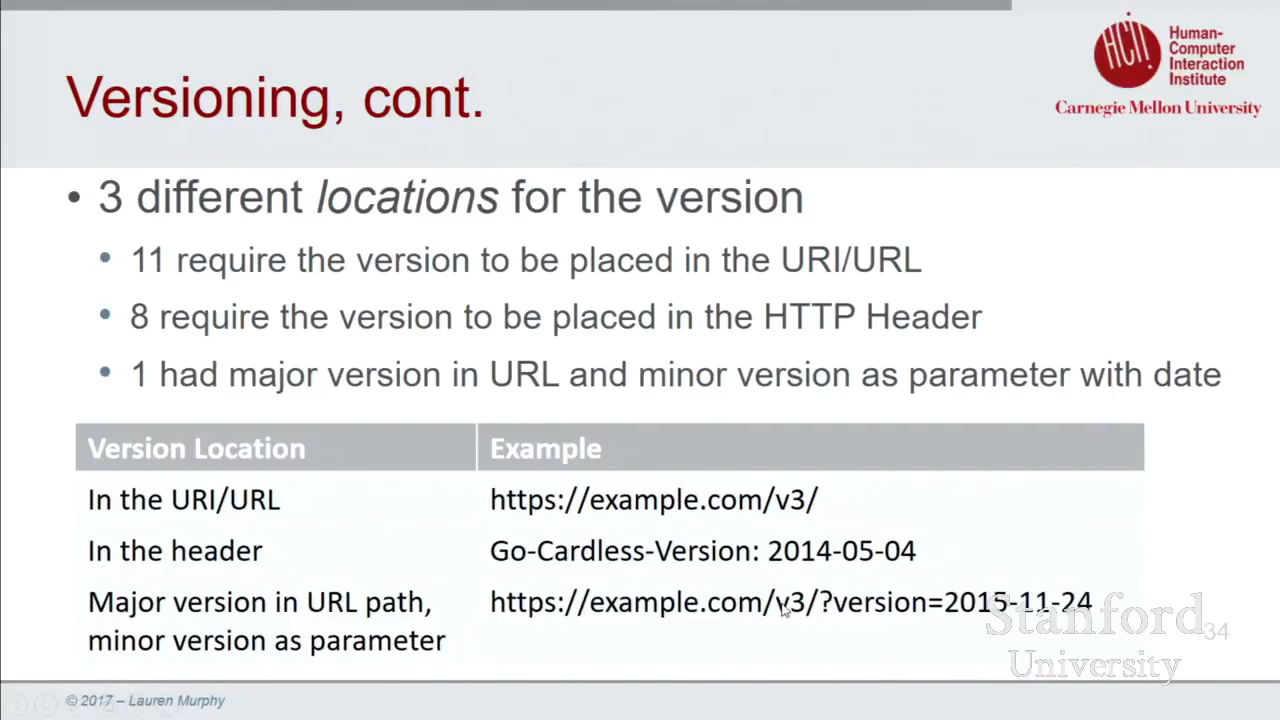 HCII
Human-
Computer
Interaction
Institute
Carnegie Mellon University
Versioning, cont.
• 3 different locations for the version
• 11 require the version to be placed in the URI/URL
• 8 require the version to be placed in the HTTP Header
• 1 had major version in URL and minor version as parameter with date
Version Location Example
In the URI/URL https://example.com/v3/
In the header Go-Cardless-Version: 2014-05-04
Major version in URL path, https://example.com/v3/?version=2015-11-24
minor version as parameter
Stanford
University
34
© 2017 – Lauren Murphy